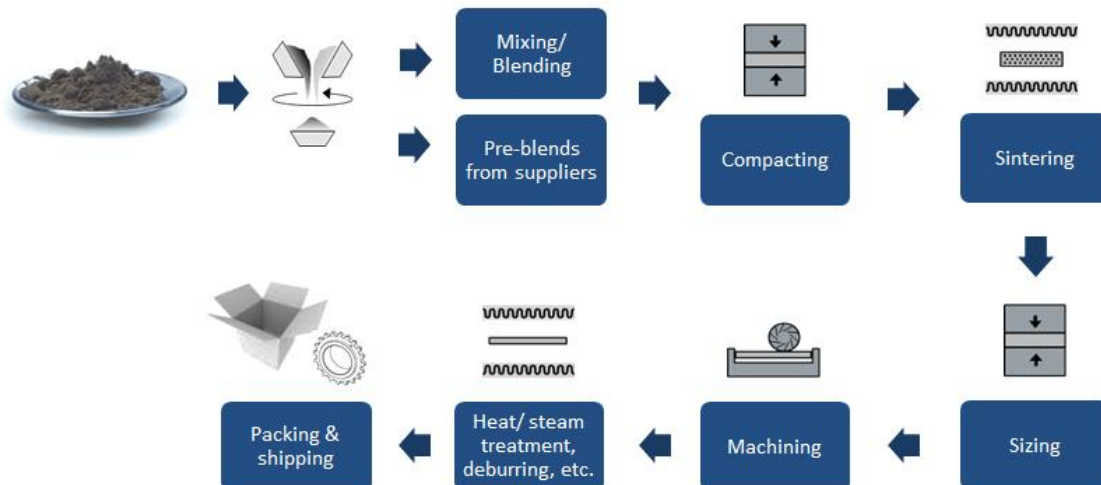 Mixing/
Blending
Pre-blends
from suppliers
Compacting
Sintering
Sizing
Machining
Heat/ steam
treatment,
deburring, etc.
Packing &
shipping